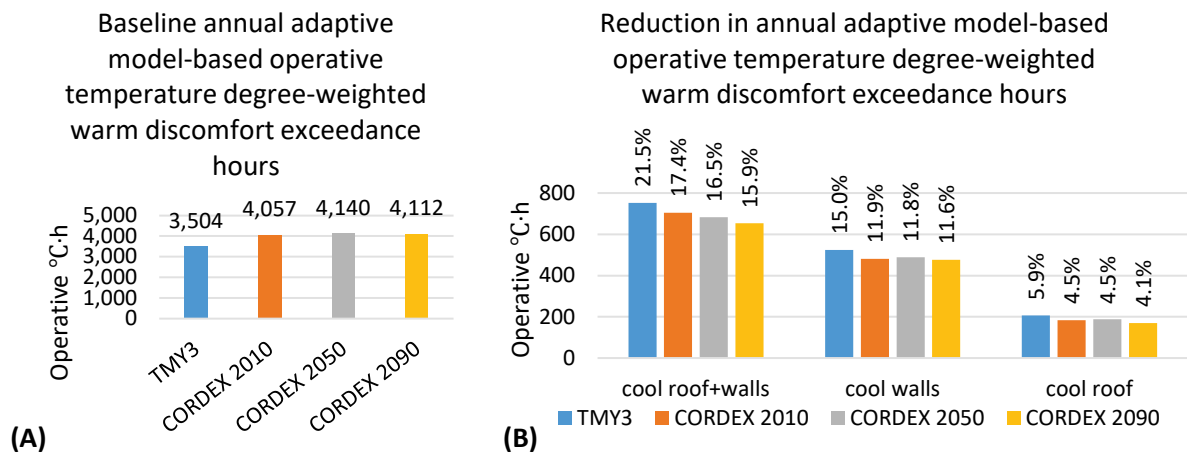 Baseline annual adaptive
model-based operative
temperature degree-weighted
warm discomfort exceedance
hours
Operative °C·h
5,000
4,000
3,000
2,000
1,000
0
3,504
4,057
4,140
4,112
TMY3
CORDEX 2010
CORDEX 2050
CORDEX 2090
(A)
Reduction in annual adaptive model-based
operative temperature degree-weighted
warm discomfort exceedance hours
Operative °C·h
800
600
400
200
0
21.5%
17.4%
16.5%
15.9%
15.0%
11.9%
11.8%
11.6%
5.9%
4.5%
4.5%
4.1%
cool roof+walls
cool walls
cool roof
TMY3
CORDEX 2010
CORDEX 2050
CORDEX 2090
(B)